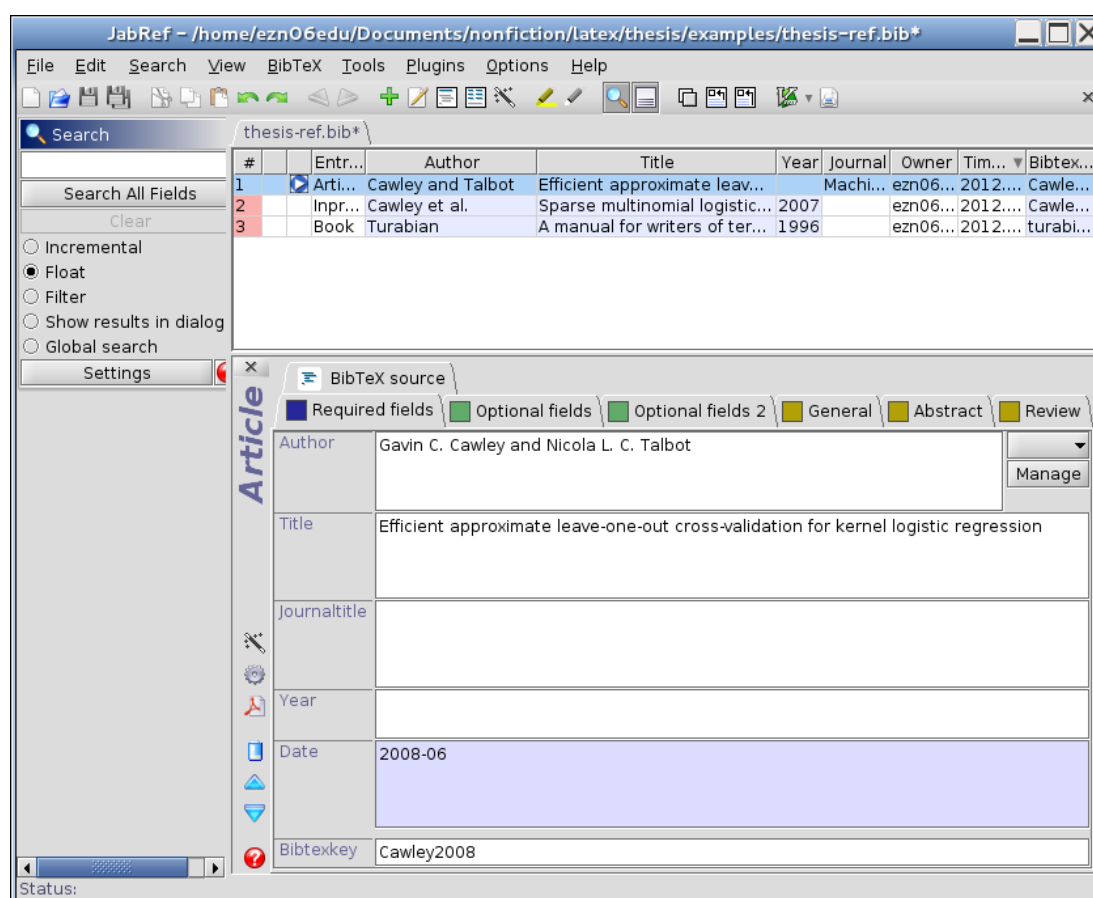 JabRef – /home/ezn06edu/Documents/nonfiction/latex/thesis/examples/thesis-ref.bib*
File Edit Search View BibTeX Tools Plugins Options Help
Search
Search All Fields
Clear
Incremental
Float
Filter
Show results in dialog
Global search
Settings
thesis-ref.bib*
# Entr... Author Title Year Journal Owner Tim... Bibtex...
1 Arti... Cawley and Talbot Efficient approximate leav... Machi... ezn06... 2012.... Cawle...
2 Inpr... Cawley et al. Sparse multinomial logistic... 2007 ezn06... 2012.... Cawle...
3 Book Turabian A manual for writers of ter... 1996 ezn06... 2012.... turabi...
Article
BibTeX source
Required fields Optional fields Optional fields 2 General Abstract Review
Author Gavin C. Cawley and Nicola L. C. Talbot
Manage
Title Efficient approximate leave-one-out cross-validation for kernel logistic regression
Journaltitle
Year
Date 2008-06
Bibtexkey Cawley2008
Status: